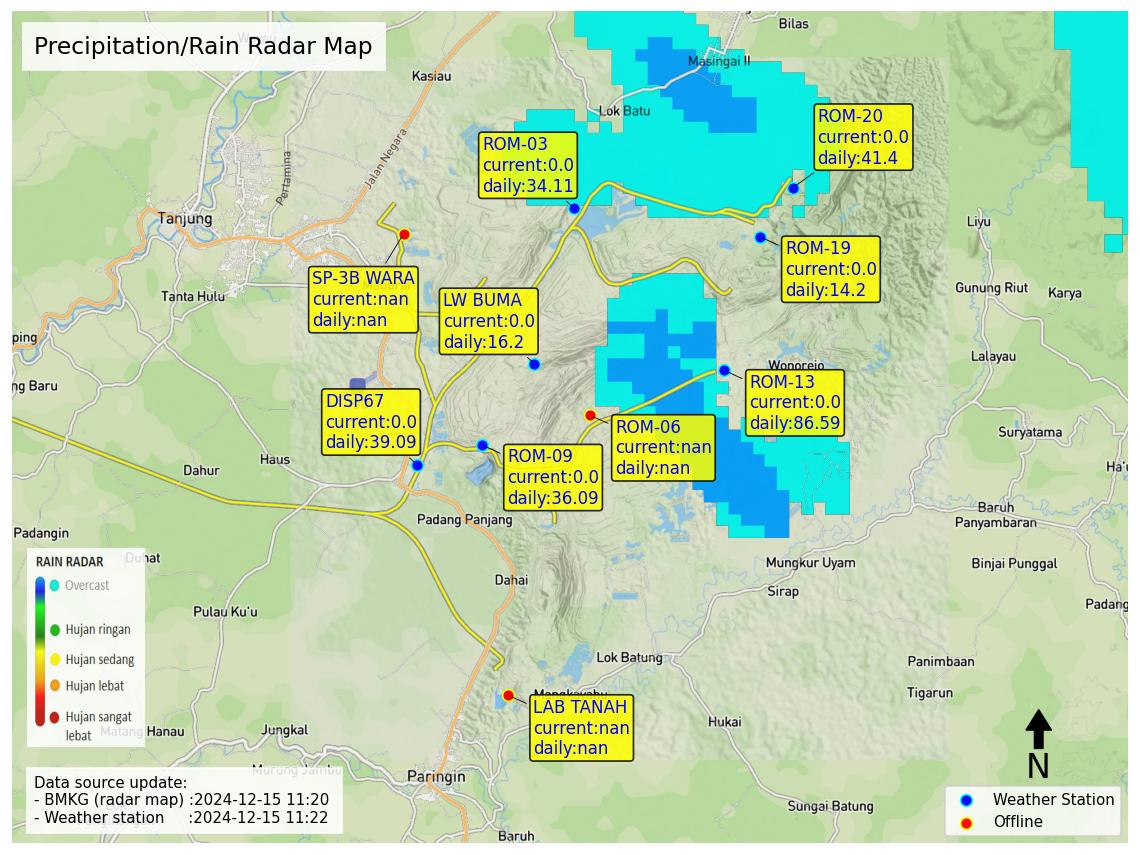 Precipitation/Rain Radar Map
Bilas
Masingai II
Kasiau
Lok Batu
Jalan Negara
Pertamina
Tanjung
Tanta Hulu
ROM-03
current:0.0
daily:34.11
ROM-20
current:0.0
daily:41.4
ROM-19
current:0.0
daily:14.2
SP-3B WARA
current:nan
daily:nan
LW BUMA
current:0.0
daily:16.2
Liyu
Gunung Riut
Karya
Lalayau
Wonorejo
ping
ng Baru
ROM-13
current:0.0
daily:86.59
DISP67
current:0.0
daily:39.09
ROM-06
current:nan
daily:nan
ROM-09
current:0.0
daily:36.09
Suryatama
Ha'u
Haus
Dahur
Padang Panjang
Baruh
Panyambaran
Padangin
Duhat
Mungkur Uyam
Binjai Punggal
Dahai
Sirap
Padang
Pulau Ku'u
RAIN RADAR
Overcast
Hujan ringan
Hujan sedang
Hujan lebat
Hujan sangat
lebat
Lok Batung
Panimbaan
Tigarun
Mangkayahu
LAB TANAH
current:nan
daily:nan
Hukai
Matang Hanau
Jungkal
Murung Jambu
Paringin
Sungai Batung
Baruh
Data source update:
- BMKG (radar map) :2024-12-15 11:20
- Weather station :2024-12-15 11:22
N
Weather Station
Offline